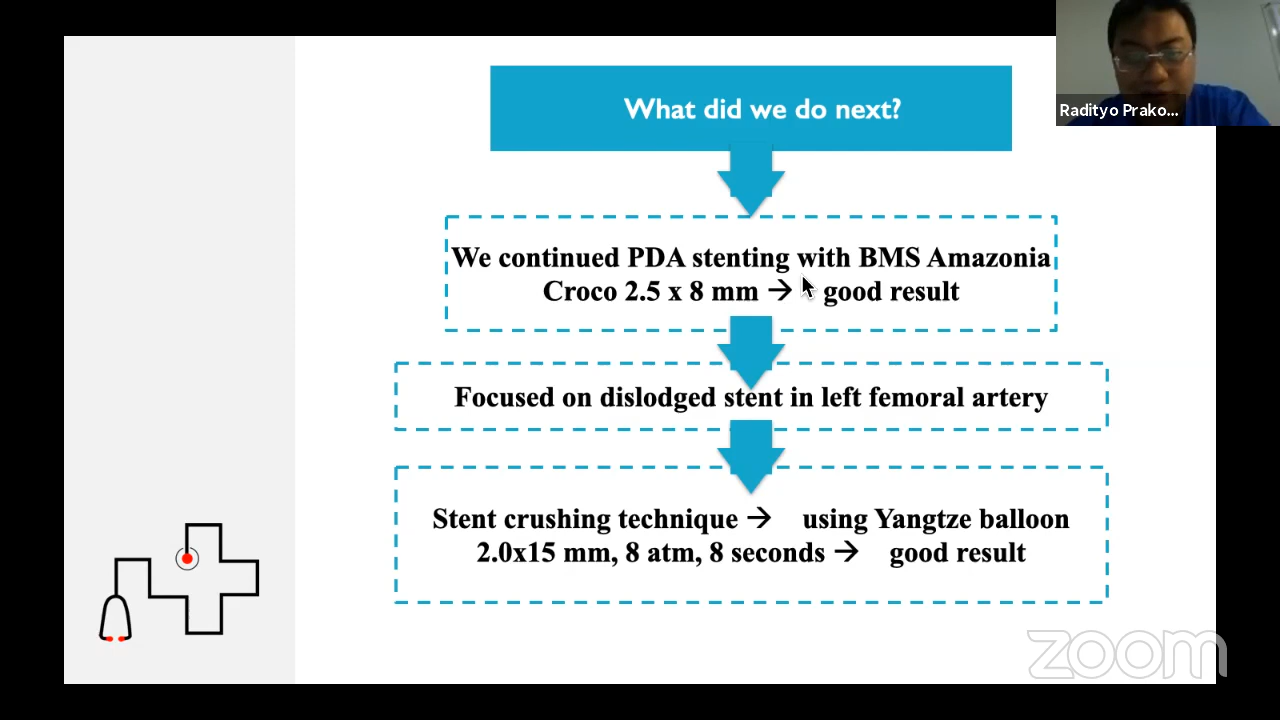 What did we do next?
Radityo Prako...
We continued PDA stenting with BMS Amazonia
Croco 2.5 x 8 mm → good result
Focused on dislodged stent in left femoral artery
Stent crushing technique → using Yangtze balloon
2.0x15 mm, 8 atm, 8 seconds → good result
zoom